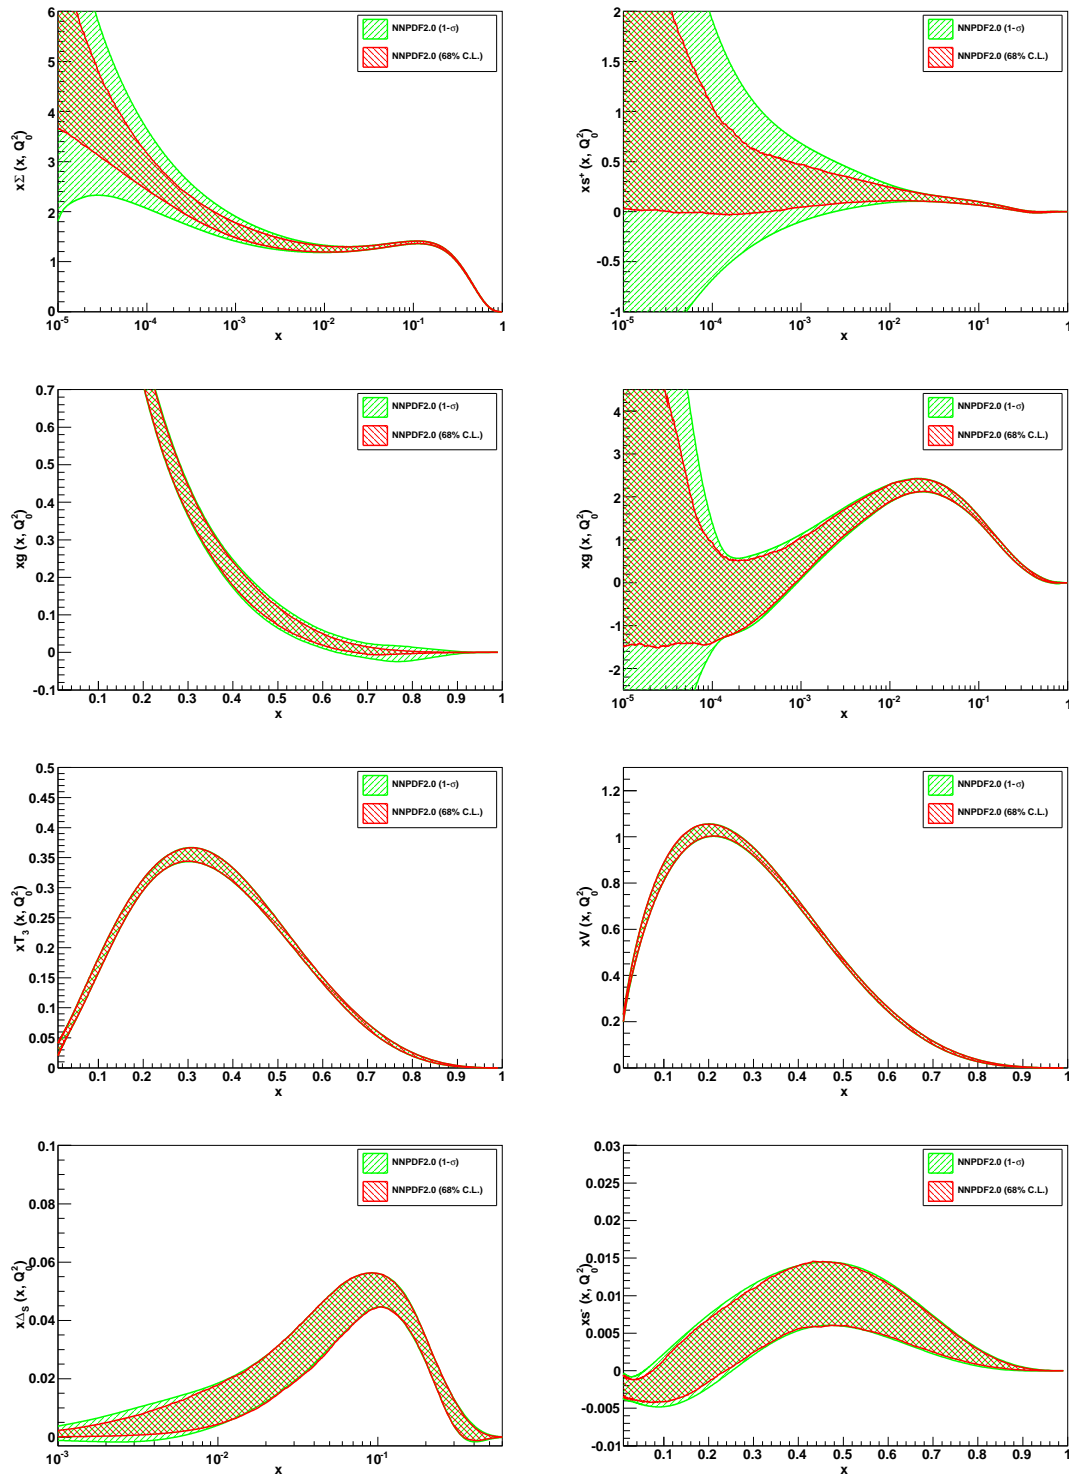 NNPDF2.0 (1-σ)
NNPDF2.0 (68% C.L.)
xΣ (x, Q₀²)
6
5
4
3
2
1
0
10⁻⁵ 10⁻⁴ 10⁻³ 10⁻² 10⁻¹ 1
x
NNPDF2.0 (1-σ)
NNPDF2.0 (68% C.L.)
xs⁺ (x, Q₀²)
2
1.5
1
0.5
0
-0.5
-1
10⁻⁵ 10⁻⁴ 10⁻³ 10⁻² 10⁻¹ 1
x
NNPDF2.0 (1-σ)
NNPDF2.0 (68% C.L.)
xg (x, Q₀²)
0.7
0.6
0.5
0.4
0.3
0.2
0.1
0
-0.1
0.1 0.2 0.3 0.4 0.5 0.6 0.7 0.8 0.9 1
x
NNPDF2.0 (1-σ)
NNPDF2.0 (68% C.L.)
xg (x, Q₀²)
4
3
2
1
0
-1
-2
10⁻⁵ 10⁻⁴ 10⁻³ 10⁻² 10⁻¹ 1
x
NNPDF2.0 (1-σ)
NNPDF2.0 (68% C.L.)
xT₃ (x, Q₀²)
0.5
0.45
0.4
0.35
0.3
0.25
0.2
0.15
0.1
0.05
0
0.1 0.2 0.3 0.4 0.5 0.6 0.7 0.8 0.9 1
x
NNPDF2.0 (1-σ)
NNPDF2.0 (68% C.L.)
xV (x, Q₀²)
1.2
1
0.8
0.6
0.4
0.2
0
0.1 0.2 0.3 0.4 0.5 0.6 0.7 0.8 0.9 1
x
NNPDF2.0 (1-σ)
NNPDF2.0 (68% C.L.)
xΔₛ (x, Q₀²)
0.1
0.08
0.06
0.04
0.02
0
10⁻³ 10⁻² 10⁻¹
x
NNPDF2.0 (1-σ)
NNPDF2.0 (68% C.L.)
xs⁻ (x, Q₀²)
0.03
0.025
0.02
0.015
0.01
0.005
0
-0.005
-0.01
0.1 0.2 0.3 0.4 0.5 0.6 0.7 0.8 0.9 1
x